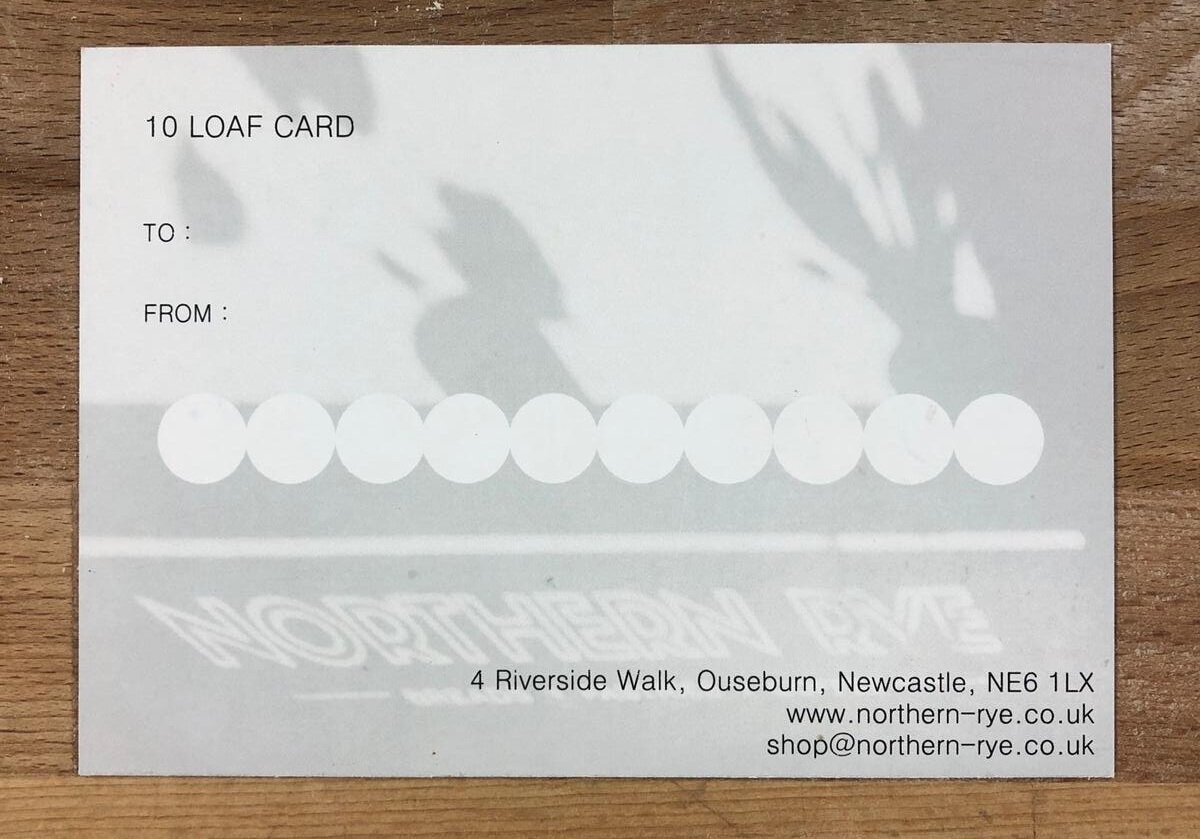 10 LOAF CARD
TO :
FROM :
NORTHERN RYE
4 Riverside Walk, Ouseburn, Newcastle, NE6 1LX
www.northern-rye.co.uk
shop@northern-rye.co.uk